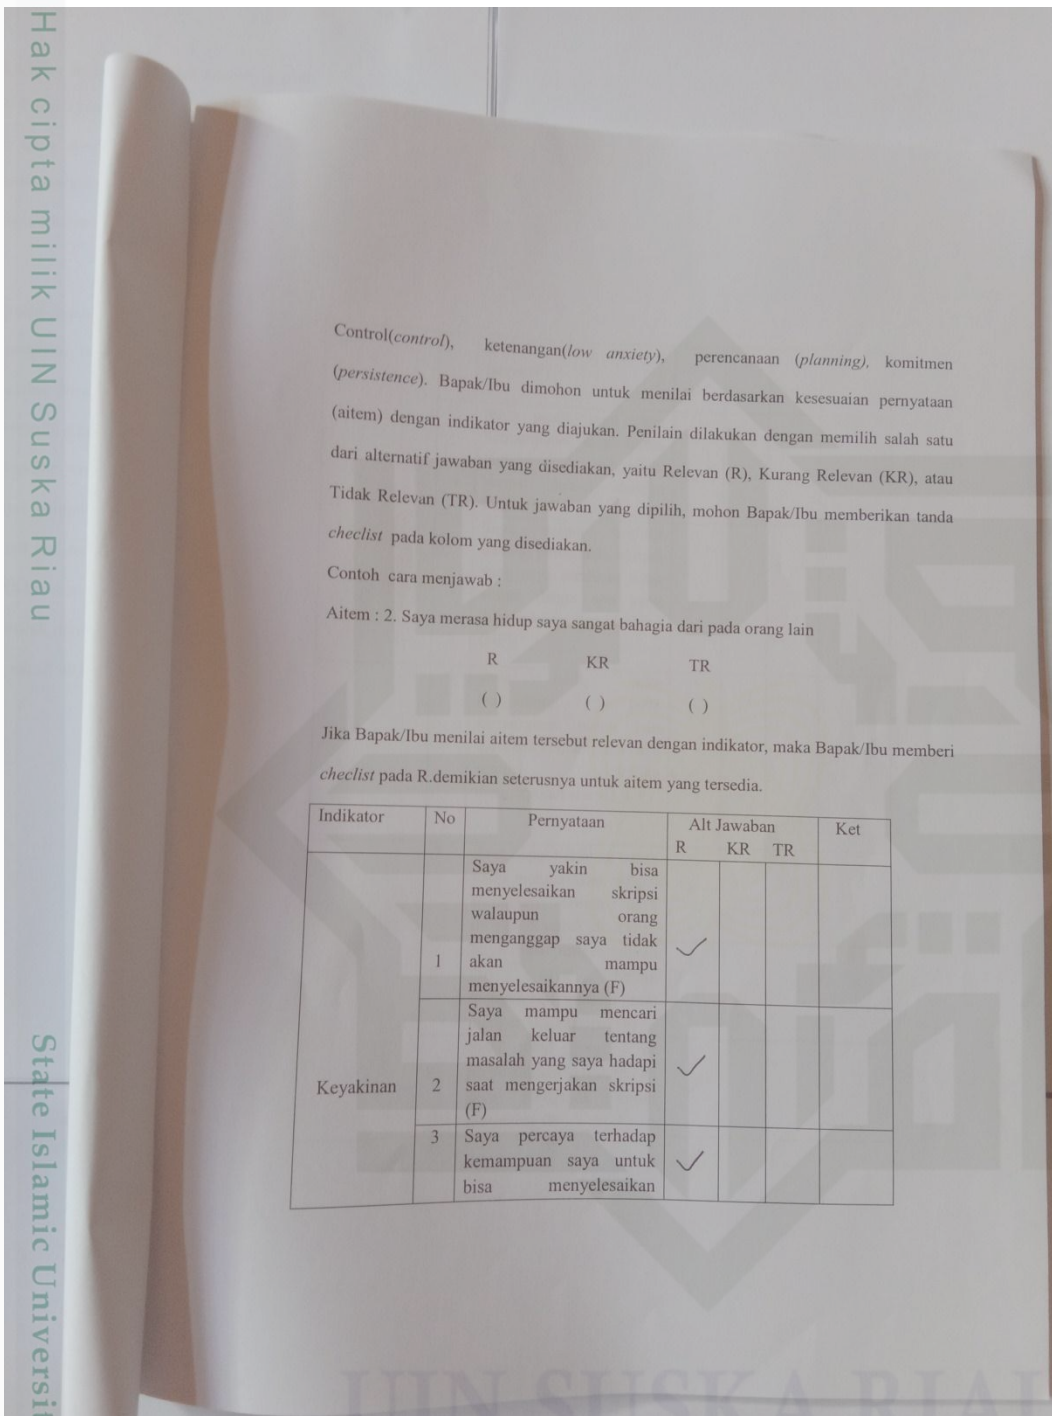 Hak cipta milik UIN Suska Riau
State Islamic Universit
Control(control), ketenangan(low anxiety), perencanaan (planning), komitmen
(persistence). Bapak/Ibu dimohon untuk menilai berdasarkan kesesuaian pernyataan
(aitem) dengan indikator yang diajukan. Penilain dilakukan dengan memilih salah satu
dari alternatif jawaban yang disediakan, yaitu Relevan (R), Kurang Relevan (KR), atau
Tidak Relevan (TR). Untuk jawaban yang dipilih, mohon Bapak/Ibu memberikan tanda
checlist pada kolom yang disediakan.
Contoh cara menjawab :
Aitem : 2. Saya merasa hidup saya sangat bahagia dari pada orang lain
R KR TR
( ) ( ) ( )
Jika Bapak/Ibu menilai aitem tersebut relevan dengan indikator, maka Bapak/Ibu memberi
checlist pada R.demikian seterusnya untuk aitem yang tersedia.
Indikator No Pernyataan Alt Jawaban Ket
R KR TR
Saya yakin bisa
menyelesaikan skripsi
walaupun orang
menganggap saya tidak
1 akan mampu
menyelesaikannya (F)
Saya mampu mencari
jalan keluar tentang
masalah yang saya hadapi
Keyakinan 2 saat mengerjakan skripsi
(F)
3 Saya percaya terhadap
kemampuan saya untuk
bisa menyelesaikan
UIN SUSKA RIAU